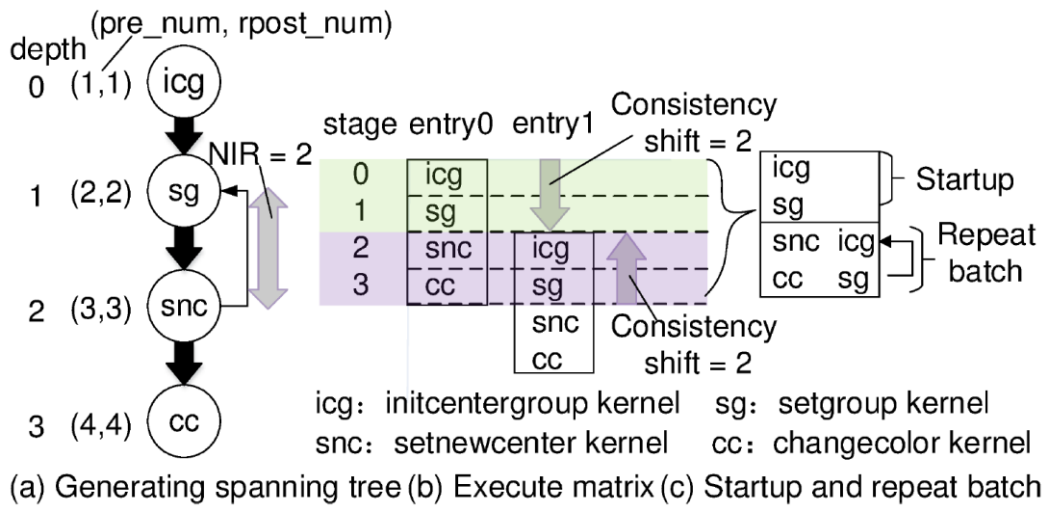 (pre_num, rpost_num)
depth
0 (1,1) icg
NIR = 2
1 (2,2) sg
2 (3,3) snc
3 (4,4) cc
stage entry0 entry1
Consistency
shift = 2
0 icg
1 sg
2 snc icg
3 cc sg
snc
cc
Consistency
shift = 2
icg
sg
Startup
snc icg
cc sg
Repeat
batch
icg： initcentergroup kernel sg： setgroup kernel
snc： setnewcenter kernel cc： changecolor kernel
(a) Generating spanning tree (b) Execute matrix (c) Startup and repeat batch